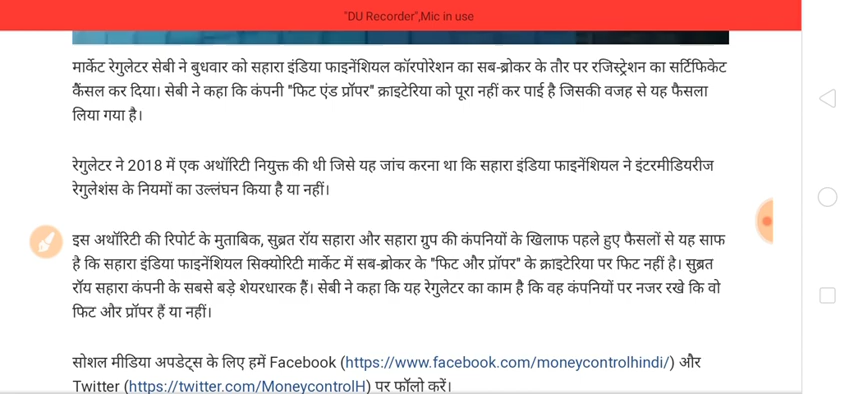 "DU Recorder",Mic in use
मार्केट रेगुलेटर सेबी ने बुधवार को सहारा इंडिया फाइनेंशियल कॉरपोरेशन का सब-ब्रोकर के तौर पर रजिस्ट्रेशन का सर्टिफिकेट
कैंसल कर दिया। सेबी ने कहा कि कंपनी "फिट एंड प्रॉपर" क्राइटेरिया को पूरा नहीं कर पाई है जिसकी वजह से यह फैसला
लिया गया है।
रेगुलेटर ने 2018 में एक अथॉरिटी नियुक्त की थी जिसे यह जांच करना था कि सहारा इंडिया फाइनेंशियल ने इंटरमीडियरीज
रेगुलेशंस के नियमों का उल्लंघन किया है या नहीं।
इस अथॉरिटी की रिपोर्ट के मुताबिक, सुब्रत रॉय सहारा और सहारा ग्रुप की कंपनियों के खिलाफ पहले हुए फैसलों से यह साफ
है कि सहारा इंडिया फाइनेंशियल सिक्योरिटी मार्केट में सब-ब्रोकर के "फिट और प्रॉपर" के क्राइटेरिया पर फिट नहीं है। सुब्रत
रॉय सहारा कंपनी के सबसे बड़े शेयरधारक हैं। सेबी ने कहा कि यह रेगुलेटर का काम है कि वह कंपनियों पर नजर रखे कि वो
फिट और प्रॉपर हैं या नहीं।
सोशल मीडिया अपडेट्स के लिए हमें Facebook (https://www.facebook.com/moneycontrolhindi/) और
Twitter (https://twitter.com/MoneycontrolH) पर फॉलो करें।